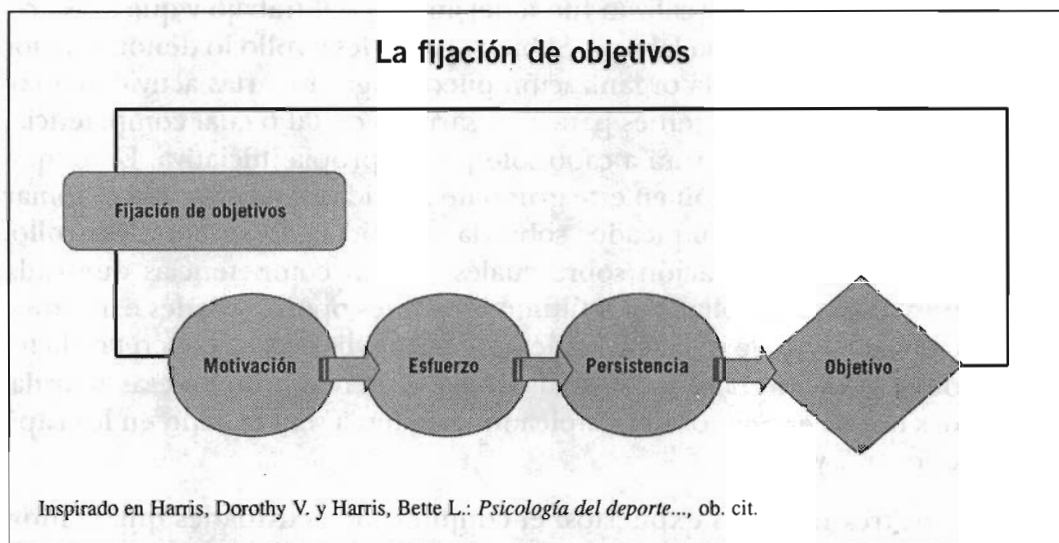 La fijación de objetivos
Fijación de objetivos
Motivación
Esfuerzo
Persistencia
Objetivo
Inspirado en Harris, Dorothy V. y Harris, Bette L.: Psicología del deporte..., ob. cit.